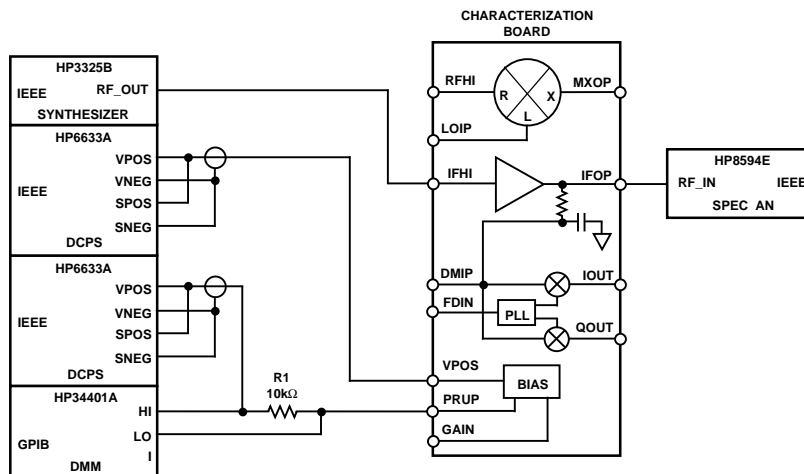 CHARACTERIZATION
BOARD
HP3325B
IEEE
RF_OUT
SYNTHESIZER
HP6633A
VPOS
VNEG
IEEE
SPOS
SNEG
DCPS
HP6633A
VPOS
VNEG
IEEE
SPOS
SNEG
DCPS
HP34401A
HI
LO
GPIB
I
DMM
R1
10kΩ
RFHI
R
X
L
MXOP
LOIP
IFHI
IFOP
DMIP
IOUT
FDIN
PLL
QOUT
VPOS
BIAS
PRUP
GAIN
HP8594E
RF_IN
IEEE
SPEC AN